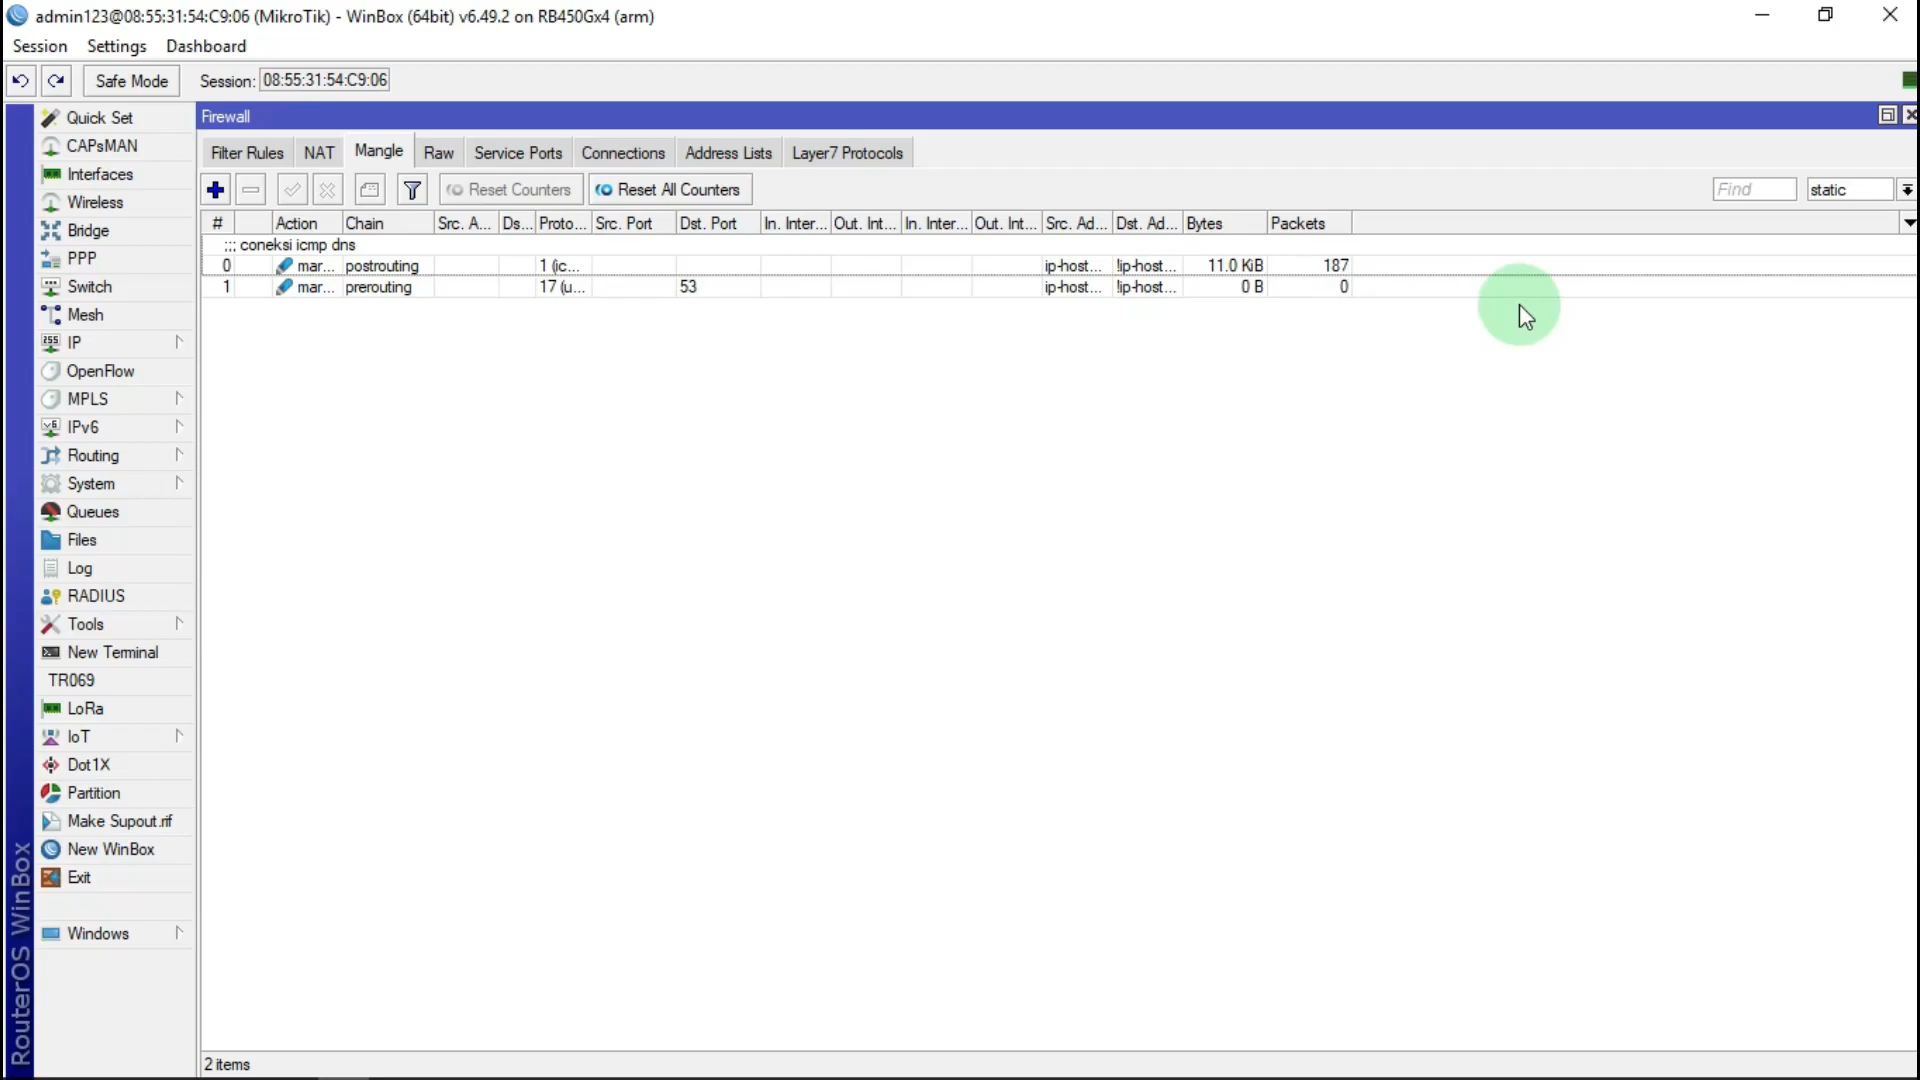 admin123@08:55:31:54:C9:06 (MikroTik) - WinBox (64bit) v6.49.2 on RB450Gx4 (arm)
Session Settings Dashboard
Safe Mode Session: 08:55:31:54:C9:06
Quick Set
CAPsMAN
Interfaces
Wireless
Bridge
PPP
Switch
Mesh
IP
OpenFlow
MPLS
IPv6
Routing
System
Queues
Files
Log
RADIUS
Tools
New Terminal
TR069
LoRa
IoT
Dot1X
Partition
Make Supout.rif
New WinBox
Exit
Windows
RouterOS WinBox
Firewall
Filter Rules NAT Mangle Raw Service Ports Connections Address Lists Layer7 Protocols
Reset Counters Reset All Counters Find static
# Action Chain Src. A... Ds... Proto... Src. Port Dst. Port In. Inter... Out. Int... In. Inter... Out. Int... Src. Ad... Dst. Ad... Bytes Packets
;;; coneksi icmp dns
0 mar... postrouting 1 (ic... ip-host... !ip-host... 11.0 KiB 187
1 mar... prerouting 17 (u... 53 ip-host... !ip-host... 0 B 0
2 items